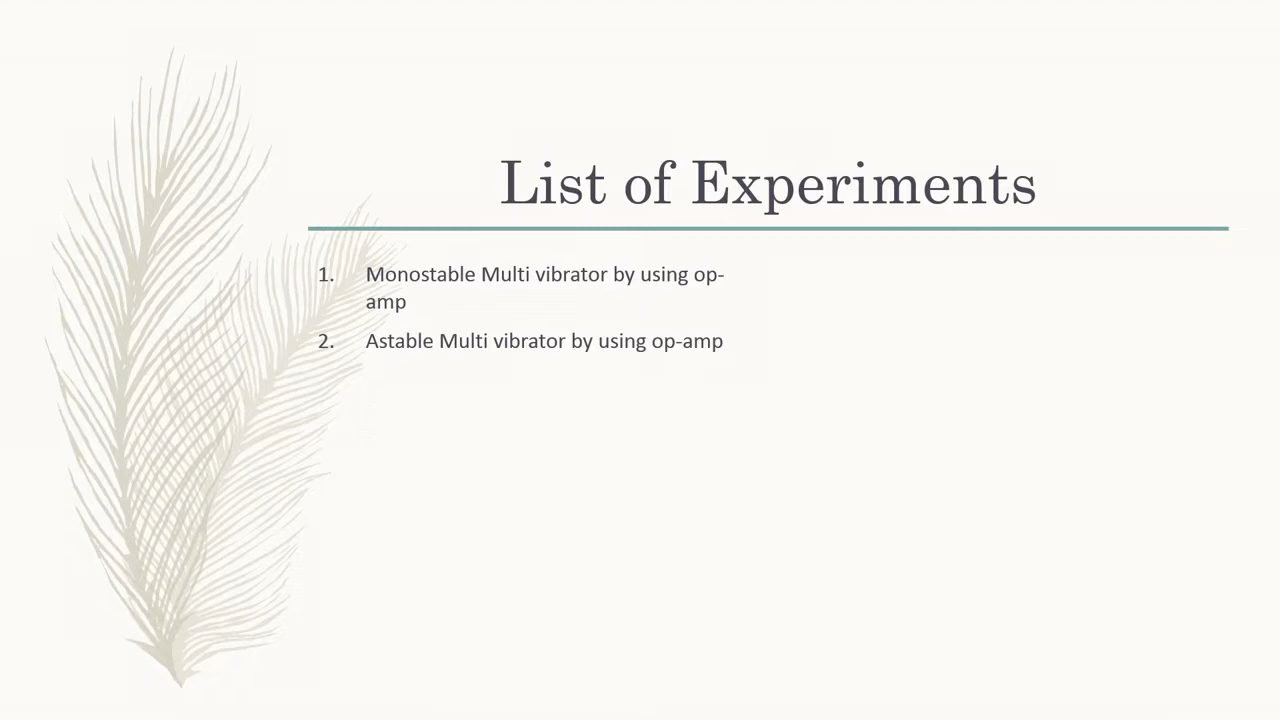 List of Experiments
1. Monostable Multi vibrator by using op-
amp
2. Astable Multi vibrator by using op-amp